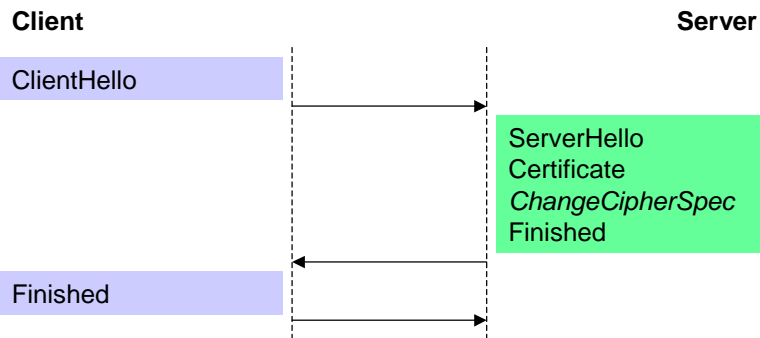 Client
Server
ClientHello
ServerHello
Certificate
ChangeCipherSpec
Finished
Finished